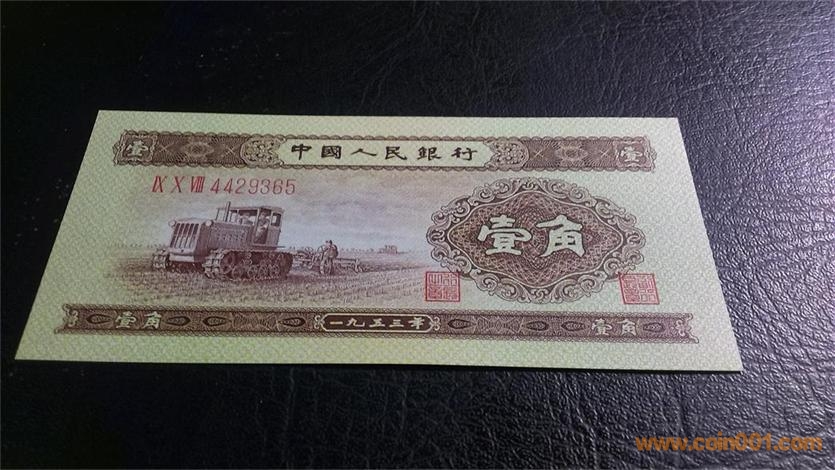 壹 中國人民銀行 壹
Ⅸ Ⅹ Ⅷ 4429365
壹角
壹角 一九五三年 壹角
www.coin001.com